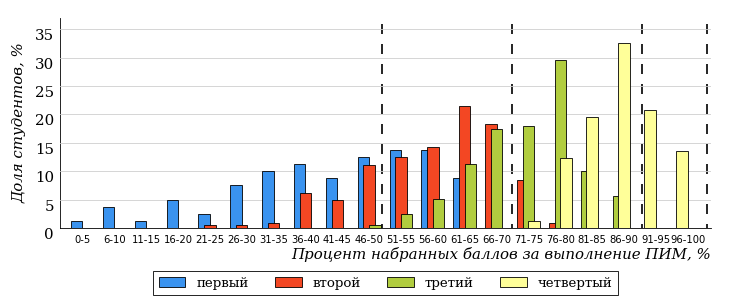 Доля студентов, %
35
30
25
20
15
10
5
0
0-5 6-10 11-15 16-20 21-25 26-30 31-35 36-40 41-45 46-50 51-55 56-60 61-65 66-70 71-75 76-80 81-85 86-90 91-95 96-100
Процент набранных баллов за выполнение ПИМ, %
первый второй третий четвертый